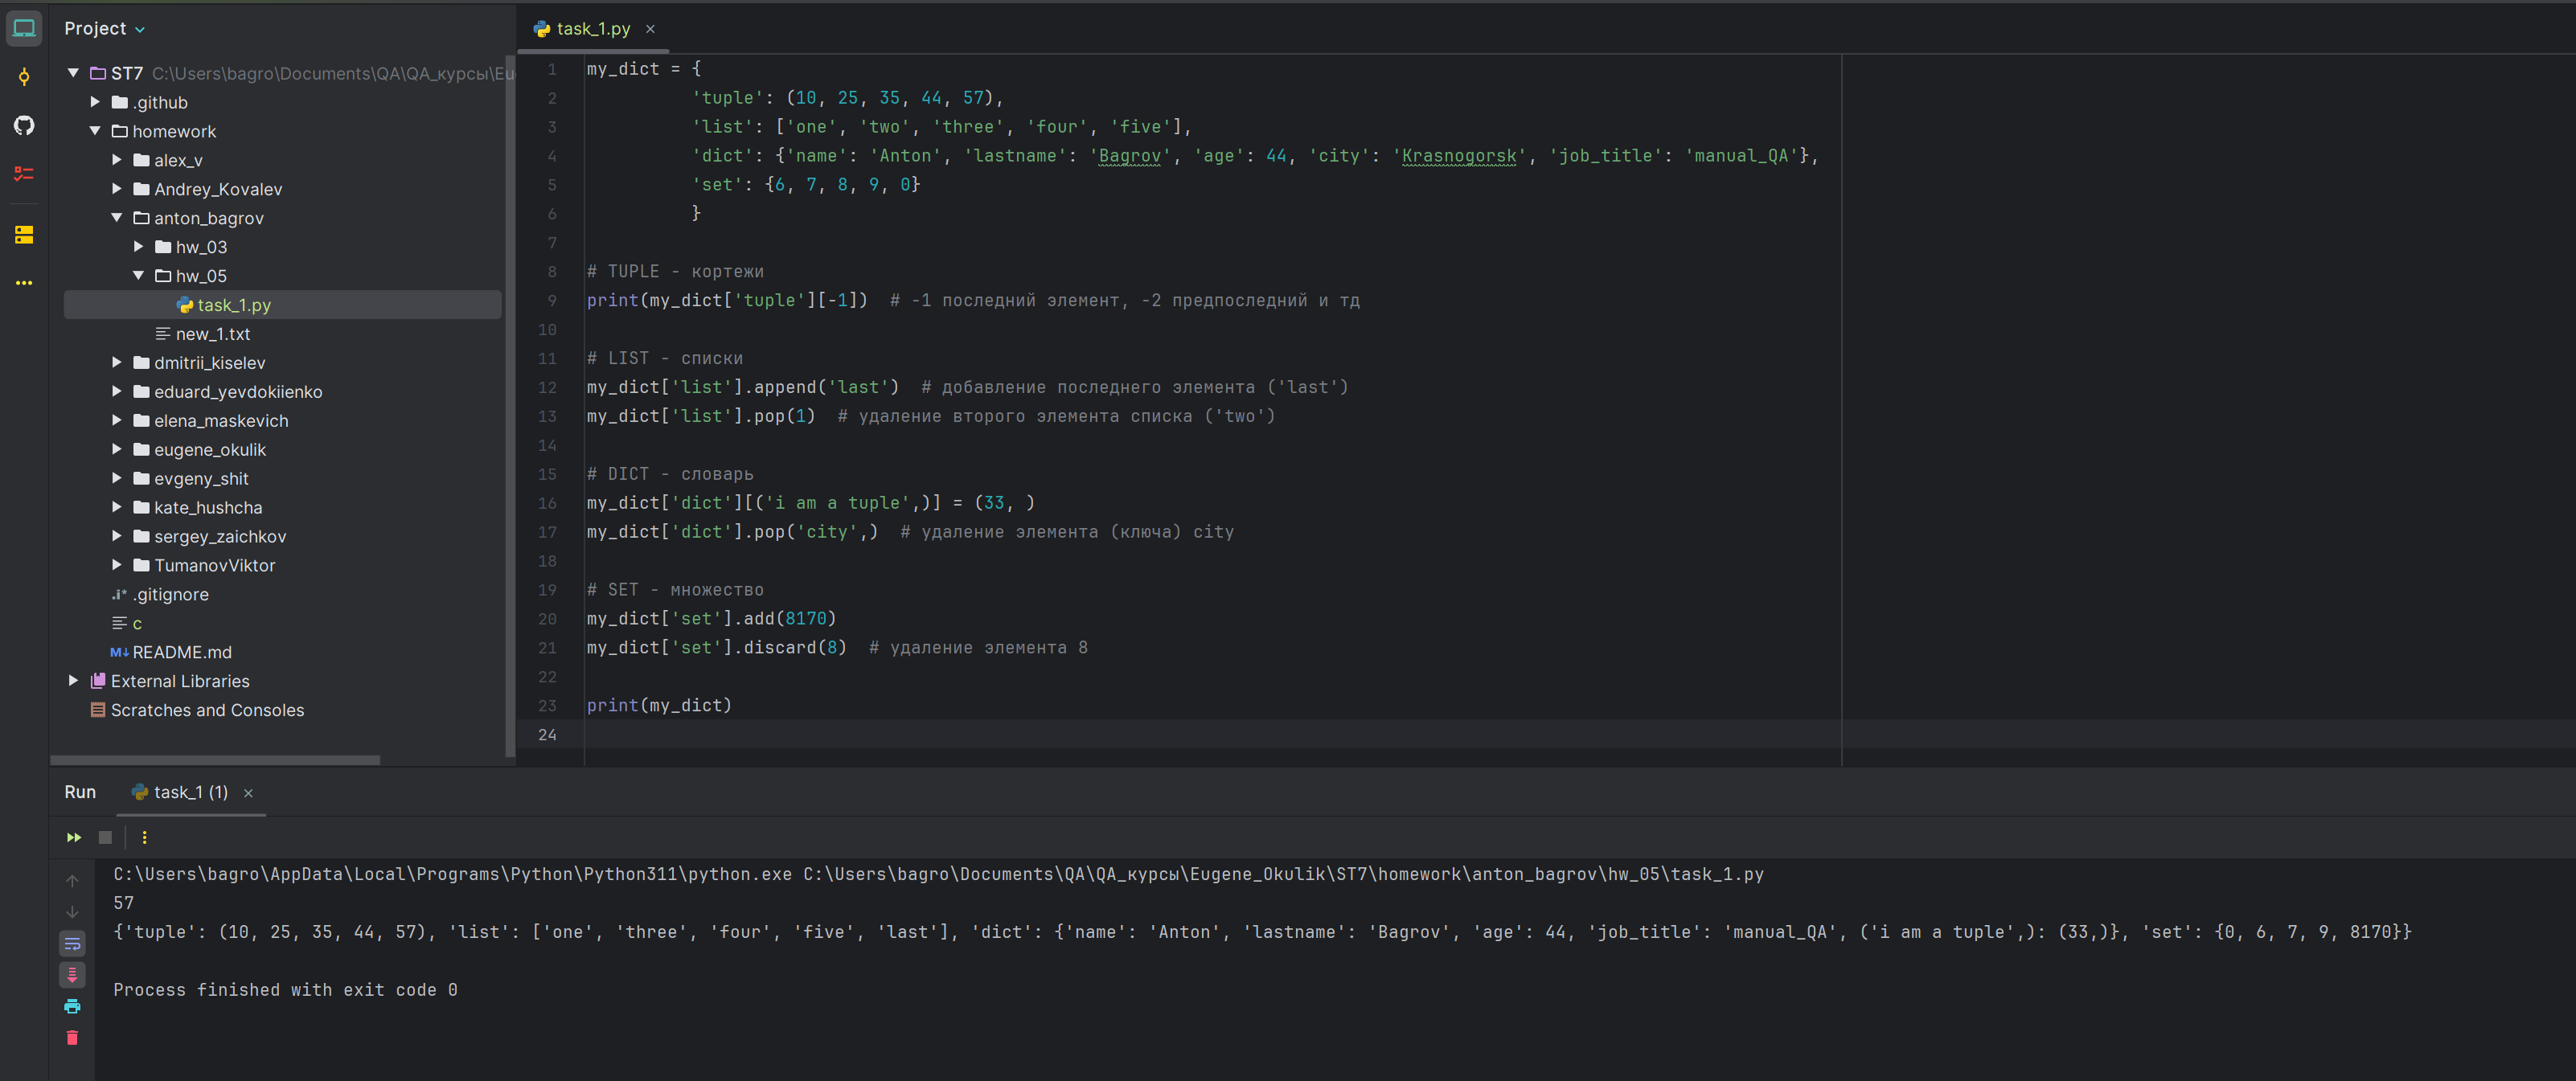 Project
ST7 C:\Users\bagro\Documents\QA\QA_курсы\Eu
.github
homework
alex_v
Andrey_Kovalev
anton_bagrov
hw_03
hw_05
task_1.py
new_1.txt
dmitrii_kiselev
eduard_yevdokiienko
elena_maskevich
eugene_okulik
evgeny_shit
kate_hushcha
sergey_zaichkov
TumanovViktor
.gitignore
c
README.md
External Libraries
Scratches and Consoles
task_1.py
1 my_dict = {
2 'tuple': (10, 25, 35, 44, 57),
3 'list': ['one', 'two', 'three', 'four', 'five'],
4 'dict': {'name': 'Anton', 'lastname': 'Bagrov', 'age': 44, 'city': 'Krasnogorsk', 'job_title': 'manual_QA'},
5 'set': {6, 7, 8, 9, 0}
6 }
7
8 # TUPLE - кортежи
9 print(my_dict['tuple'][-1])  # -1 последний элемент, -2 предпоследний и тд
10
11 # LIST - списки
12 my_dict['list'].append('last')  # добавление последнего элемента ('last')
13 my_dict['list'].pop(1)  # удаление второго элемента списка ('two')
14
15 # DICT - словарь
16 my_dict['dict'][('i am a tuple',)] = (33, )
17 my_dict['dict'].pop('city',)  # удаление элемента (ключа) city
18
19 # SET - множество
20 my_dict['set'].add(8170)
21 my_dict['set'].discard(8)  # удаление элемента 8
22
23 print(my_dict)
24
Run task_1 (1)
C:\Users\bagro\AppData\Local\Programs\Python\Python311\python.exe C:\Users\bagro\Documents\QA\QA_курсы\Eugene_Okulik\ST7\homework\anton_bagrov\hw_05\task_1.py
57
{'tuple': (10, 25, 35, 44, 57), 'list': ['one', 'three', 'four', 'five', 'last'], 'dict': {'name': 'Anton', 'lastname': 'Bagrov', 'age': 44, 'job_title': 'manual_QA', ('i am a tuple',): (33,)}, 'set': {0, 6, 7, 9, 8170}}
Process finished with exit code 0